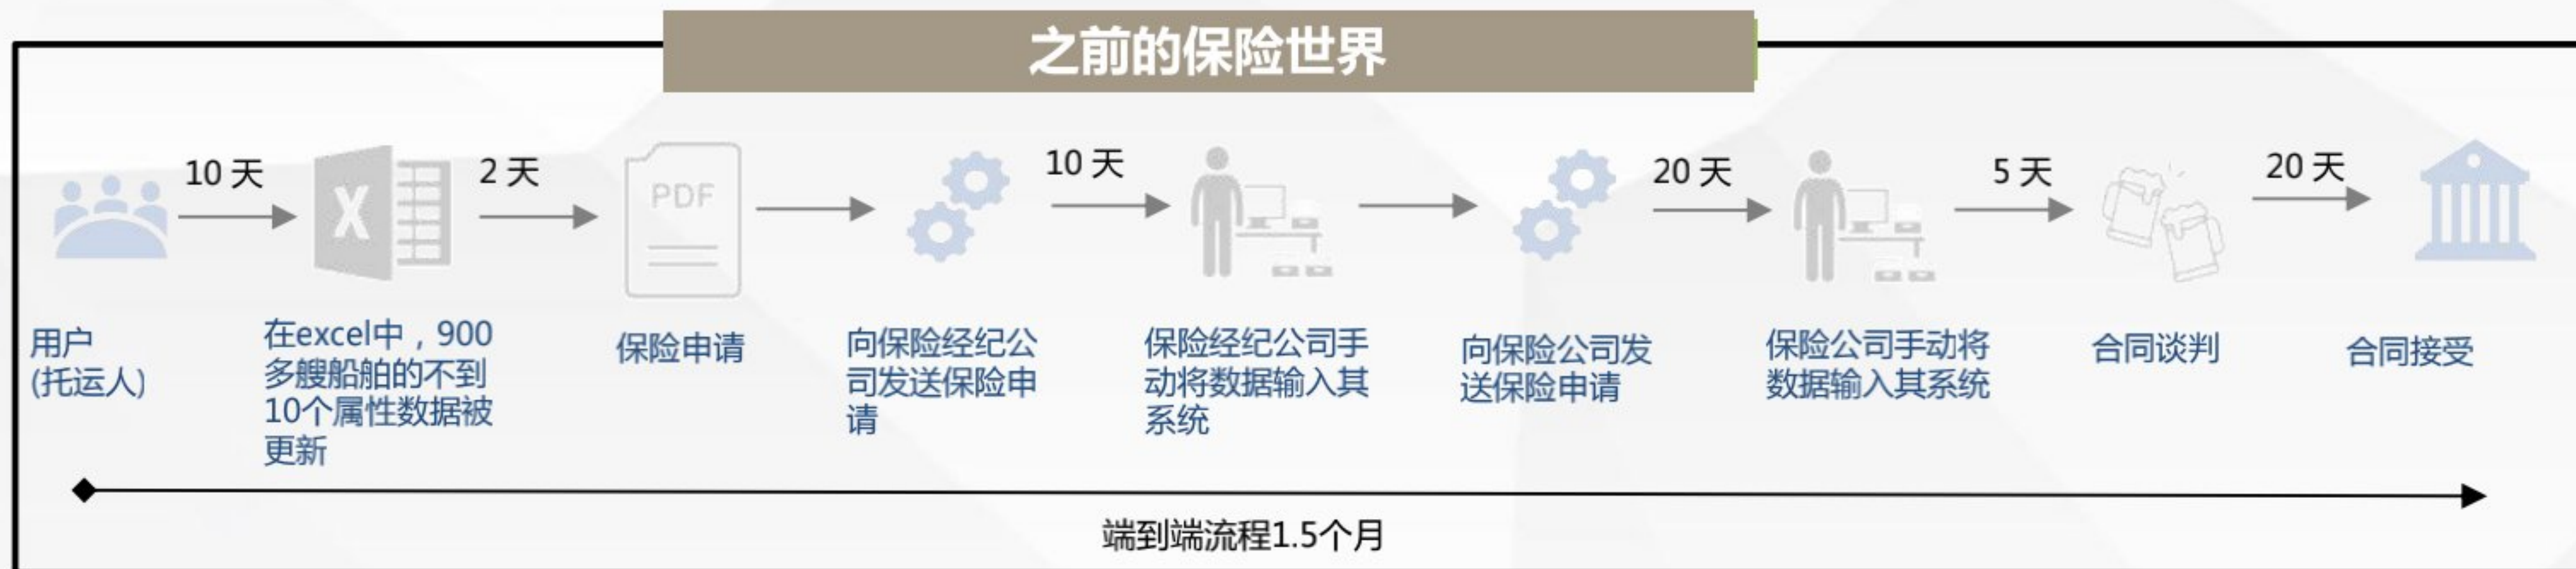 之前的保险世界
10 天
2 天
10 天
20 天
5 天
20 天
X
PDF
用户
(托运人)
在excel中，900
多艘船舶的不到
10个属性数据被
更新
保险申请
向保险经纪公
司发送保险申
请
保险经纪公司手
动将数据输入其
系统
向保险公司发
送保险申请
保险公司手动将
数据输入其系统
合同谈判
合同接受
端到端流程1.5个月